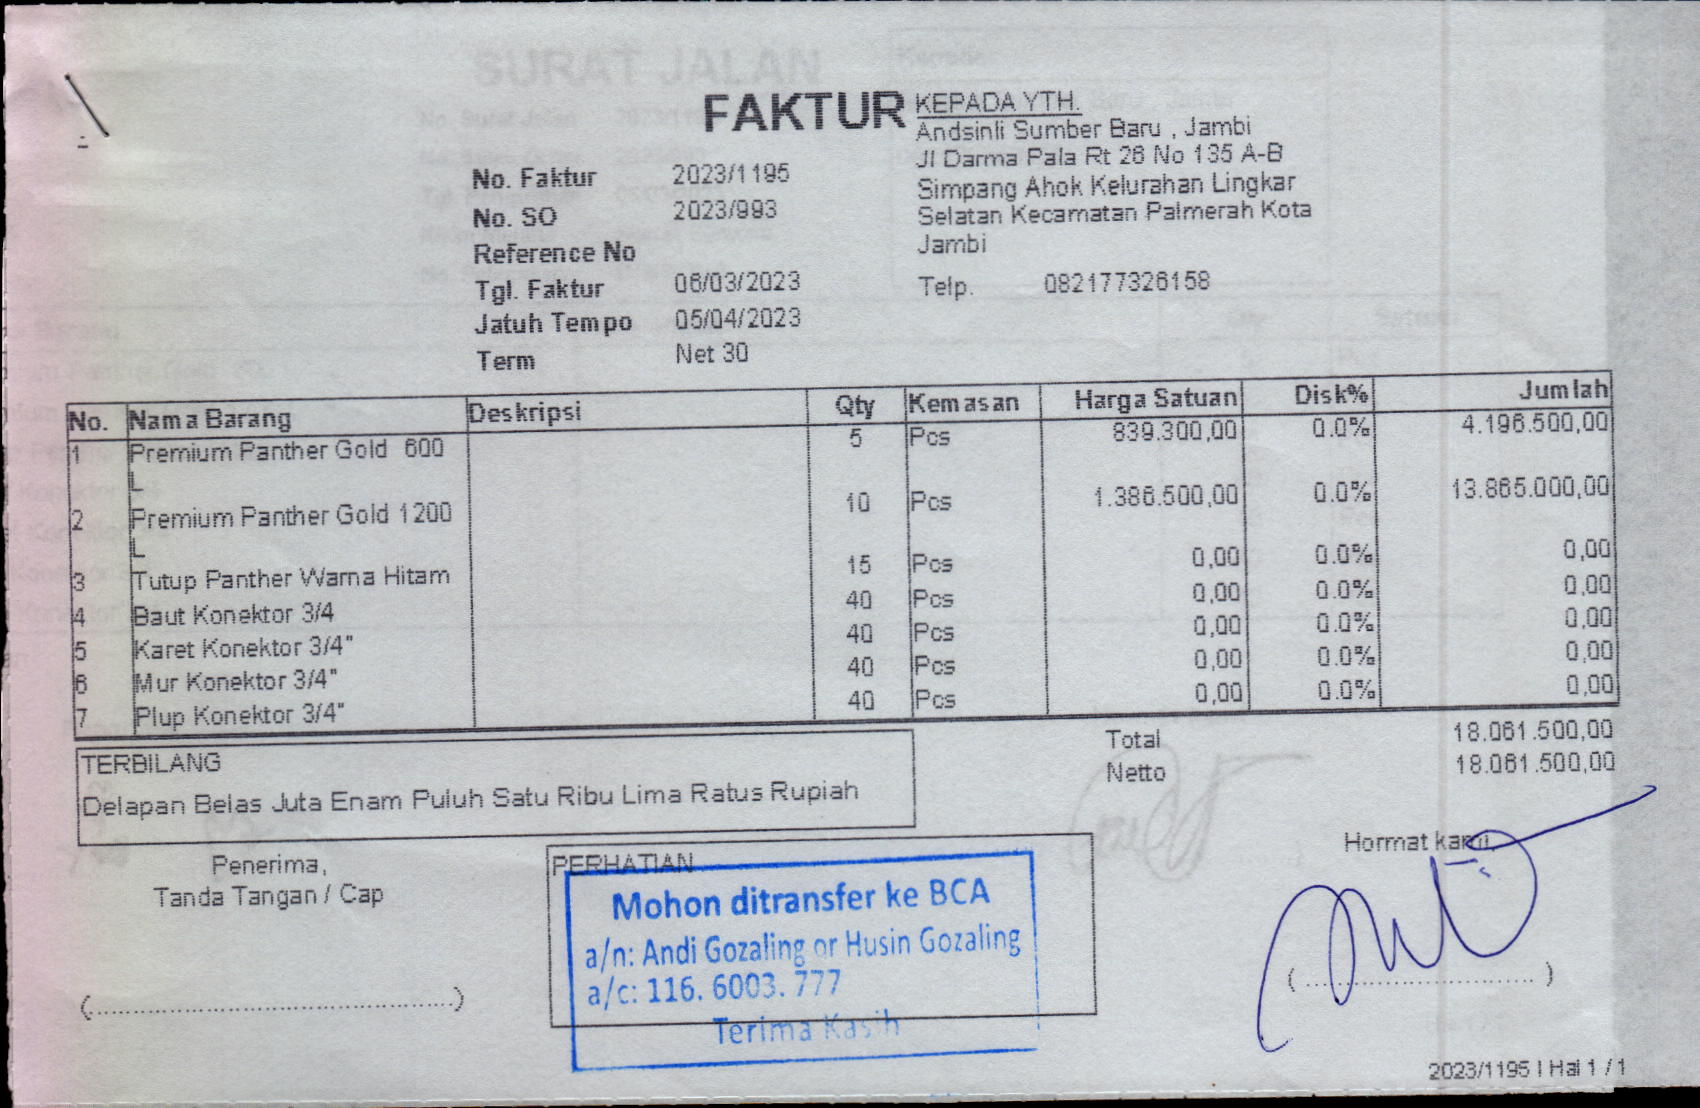 FAKTUR
KEPADA YTH.
Andsinli Sumber Baru , Jambi
Jl Darma Pala Rt 26 No 135 A-B
Simpang Ahok Kelurahan Lingkar
Selatan Kecamatan Palmerah Kota
Jambi
Telp. 082177326158
No. Faktur 2023/1195
No. SO 2023/993
Reference No
Tgl. Faktur 06/03/2023
Jatuh Tempo 05/04/2023
Term Net 30
No. Nama Barang Deskripsi Qty Kemasan Harga Satuan Disk% Jumlah
1 Premium Panther Gold 600 5 Pcs 839.300,00 0.0% 4.196.500,00
L
2 Premium Panther Gold 1200 10 Pcs 1.386.500,00 0.0% 13.865.000,00
L
3 Tutup Panther Warna Hitam 15 Pcs 0,00 0.0% 0,00
4 Baut Konektor 3/4 40 Pcs 0,00 0.0% 0,00
5 Karet Konektor 3/4" 40 Pcs 0,00 0.0% 0,00
6 Mur Konektor 3/4" 40 Pcs 0,00 0.0% 0,00
7 Plup Konektor 3/4" 40 Pcs 0,00 0.0% 0,00
Total 18.061.500,00
Netto 18.061.500,00
TERBILANG
Delapan Belas Juta Enam Puluh Satu Ribu Lima Ratus Rupiah
Penerima,
Tanda Tangan / Cap
(..............................................)
PERHATIAN
Mohon ditransfer ke BCA
a/n: Andi Gozaling or Husin Gozaling
a/c: 116. 6003. 777
Terima Kasih
Hormat kami,
(..............................)
2023/1195 | Hal 1 / 1
SURAT JALAN